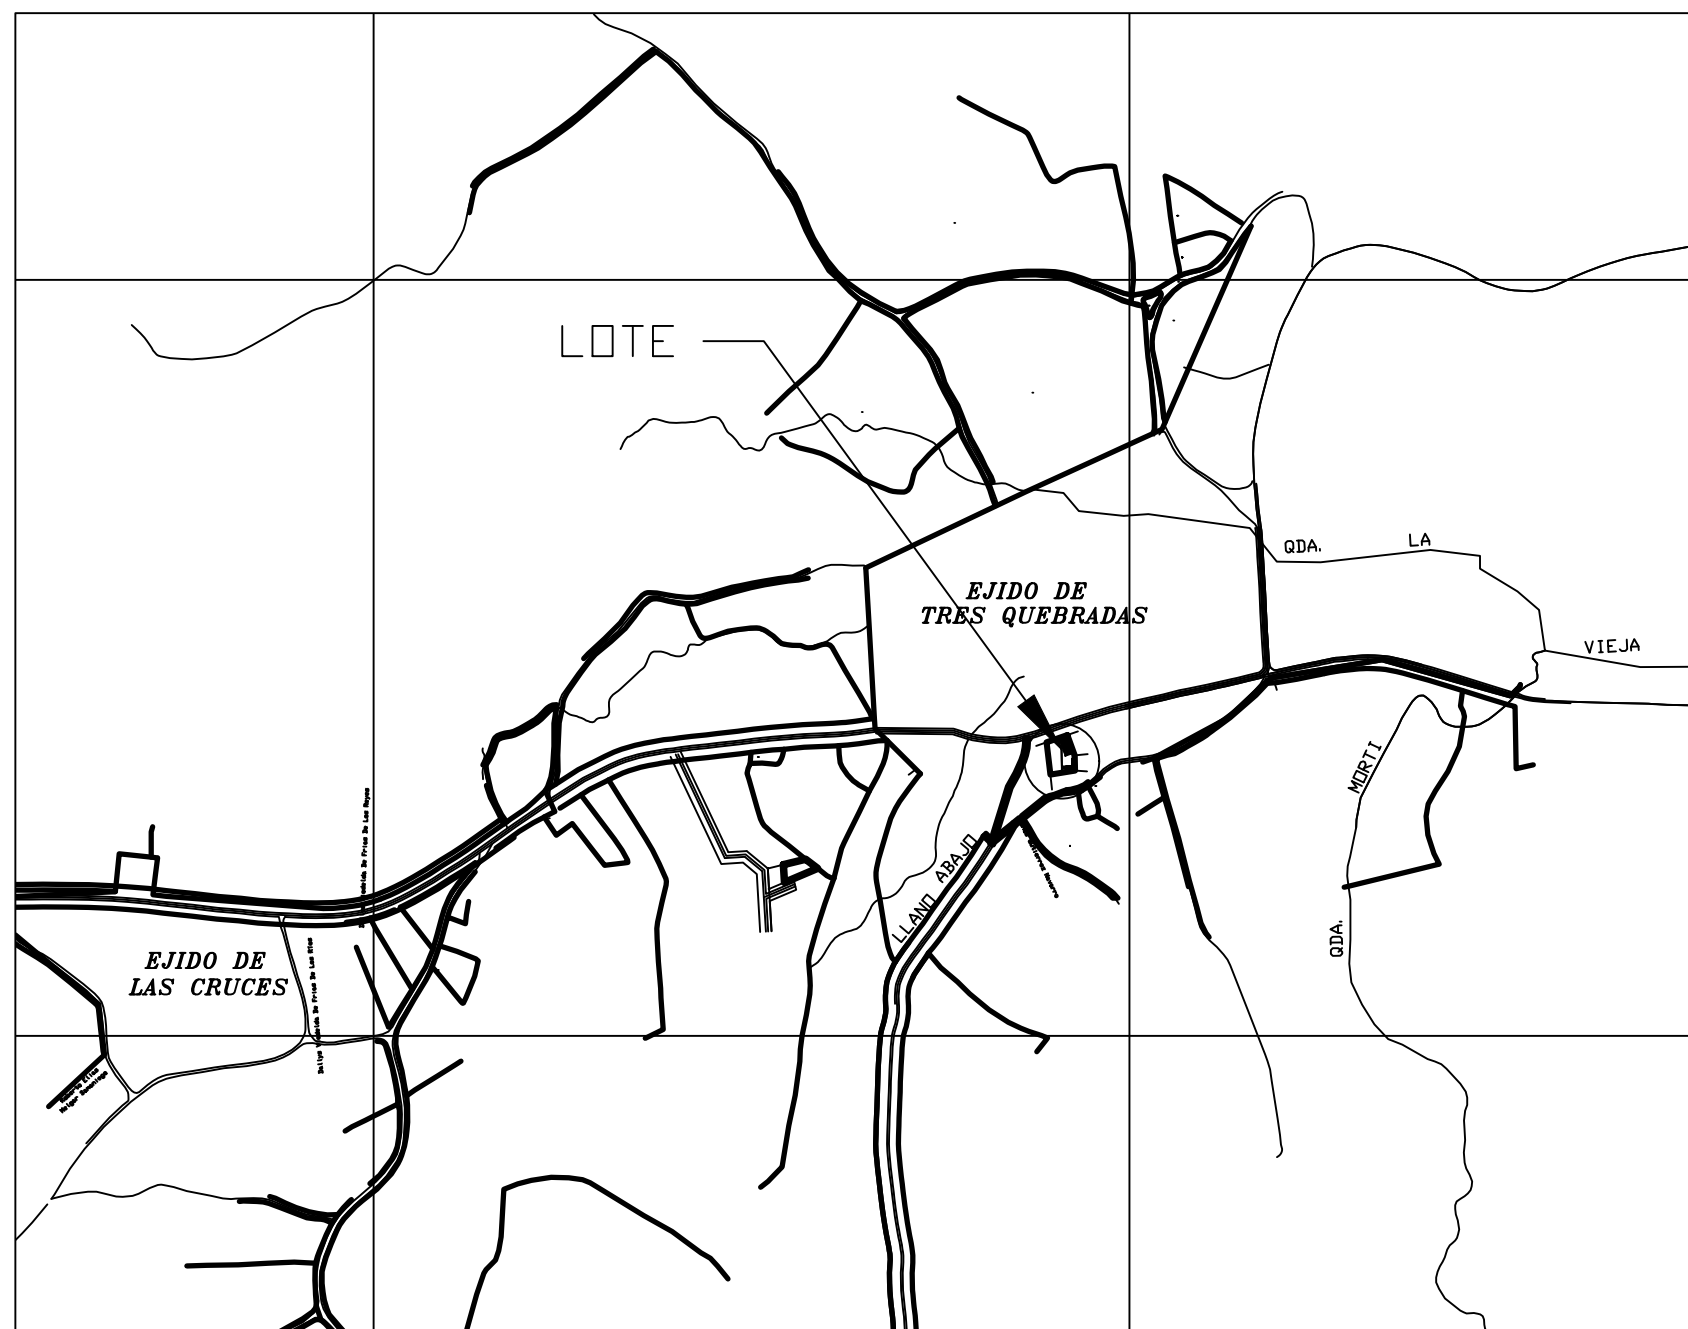 LOTE
QDA.
LA
EJIDO DE
TRES QUEBRADAS
VIEJA
MORTI
QDA.
LLANO ABAJO
EJIDO DE
LAS CRUCES